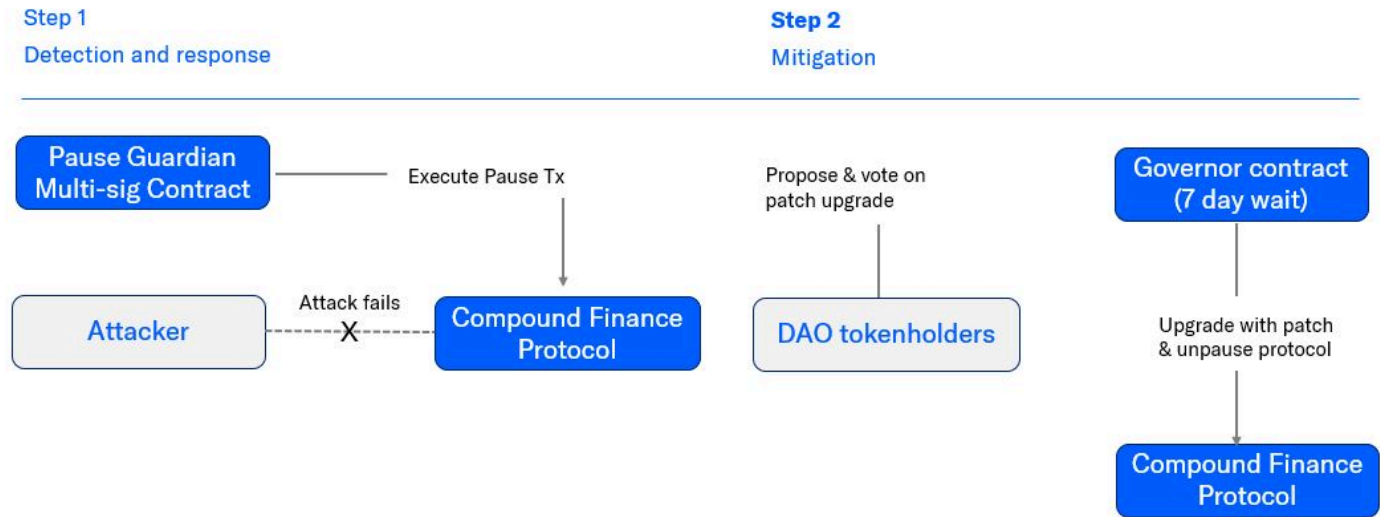 Step 1
Detection and response
Step 2
Mitigation
Pause Guardian
Multi-sig Contract
Execute Pause Tx
Attacker
Attack fails
X
Compound Finance
Protocol
Propose & vote on
patch upgrade
DAO tokenholders
Governor contract
(7 day wait)
Upgrade with patch
& unpause protocol
Compound Finance
Protocol